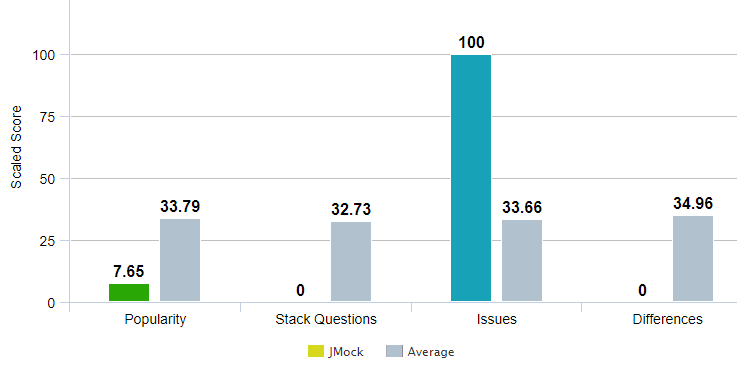 100
100
75
Scaled Score
50
33.79
32.73
33.66
34.96
25
7.65
0
0
0
Popularity
Stack Questions
Issues
Differences
JMock
Average